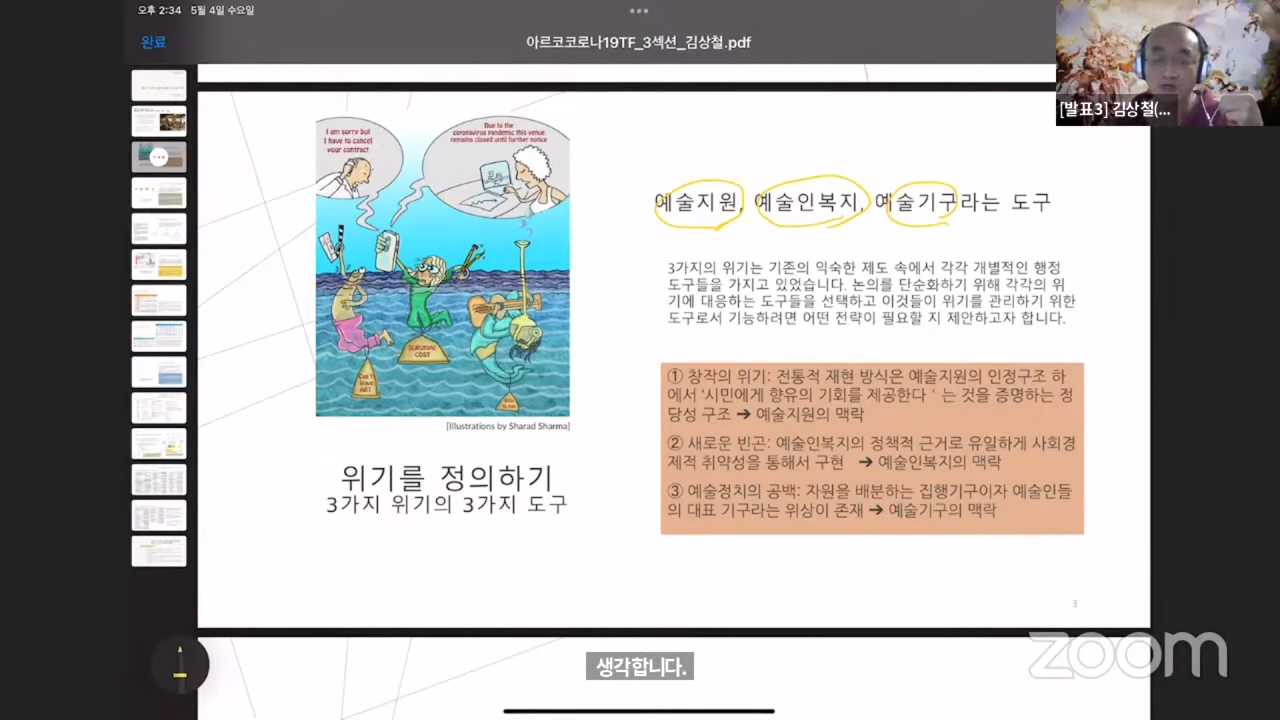 오후 2:34 5월 4일 수요일
완료
아르코코로나19TF_3섹션_김상철.pdf
[발표3] 김상철(...
I am sorry but
I have to cancel
your contract
Due to the
coronavirus pandemic this venue
remains closed until further notice
SURVIVAL
COST
[Illustrations by Sharad Sharma]
위기를 정의하기
3가지 위기의 3가지 도구
예술지원, 예술인복지, 예술기구라는 도구
3가지의 위기는 기존의 익숙한 제도 속에서 각각 개별적인 행정
도구들을 가지고 있었습니다. 논의를 단순화하기 위해 각각의 위
기에 대응하는 도구들을 선택하고 이것들이 위기를 관리하기 위한
도구로서 기능하려면 어떤 전략이 필요할 지 제안하고자 합니다.
① 창작의 위기: 전통적 재현 방식은 예술지원의 인정구조 하
에서 '시민에게 향유의 기회를 제공한다 ' 는 것을 증명하는 정
당성 구조 ➔ 예술지원의 맥락
② 새로운 빈곤: 예술인복지의 정책적 근거로 유일하게 사회경
제적 취약성을 통해서 구현 ➔ 예술인복지의 맥락
③ 예술정치의 공백: 자원을 배분하는 집행기구이자 예술인들
의 대표 기구라는 위상이 존재 ➔ 예술기구의 맥락
3
생각합니다.
zoom